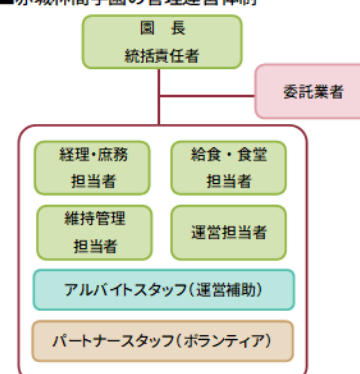 ■赤城林間学園の管理運営体制
園　長
統括責任者
委託業者
経理・庶務
担当者
給食・食堂
担当者
維持管理
担当者
運営担当者
アルバイトスタッフ（運営補助）
パートナースタッフ（ボランティア）